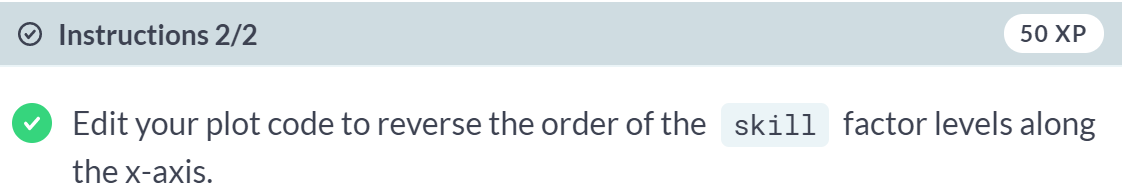 Instructions 2/2 50 XP
Edit your plot code to reverse the order of the skill factor levels along
the x-axis.